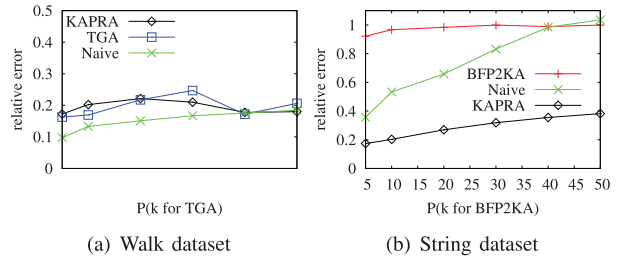 0.5
0.4
0.3
0.2
0.1
0
relative error
KAPRA
TGA
Naive
P(k for TGA)
(a) Walk dataset
1
0.8
0.6
0.4
0.2
0
relative error
BFP2KA
Naive
KAPRA
5 10 15 20 25 30 35 40 45 50
P(k for BFP2KA)
(b) String dataset